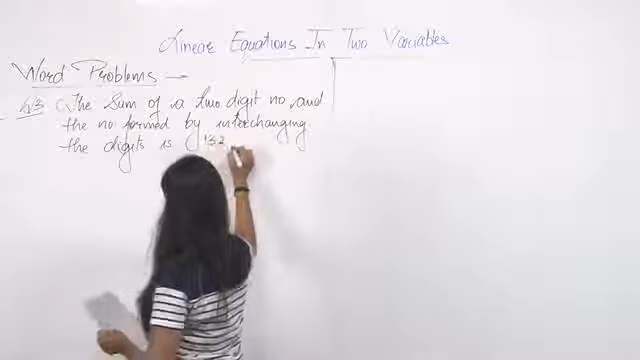 Linear Equations In Two Variables
Word Problems —
The Sum of a two digit no and
the no formed by interchanging
the digits is 132